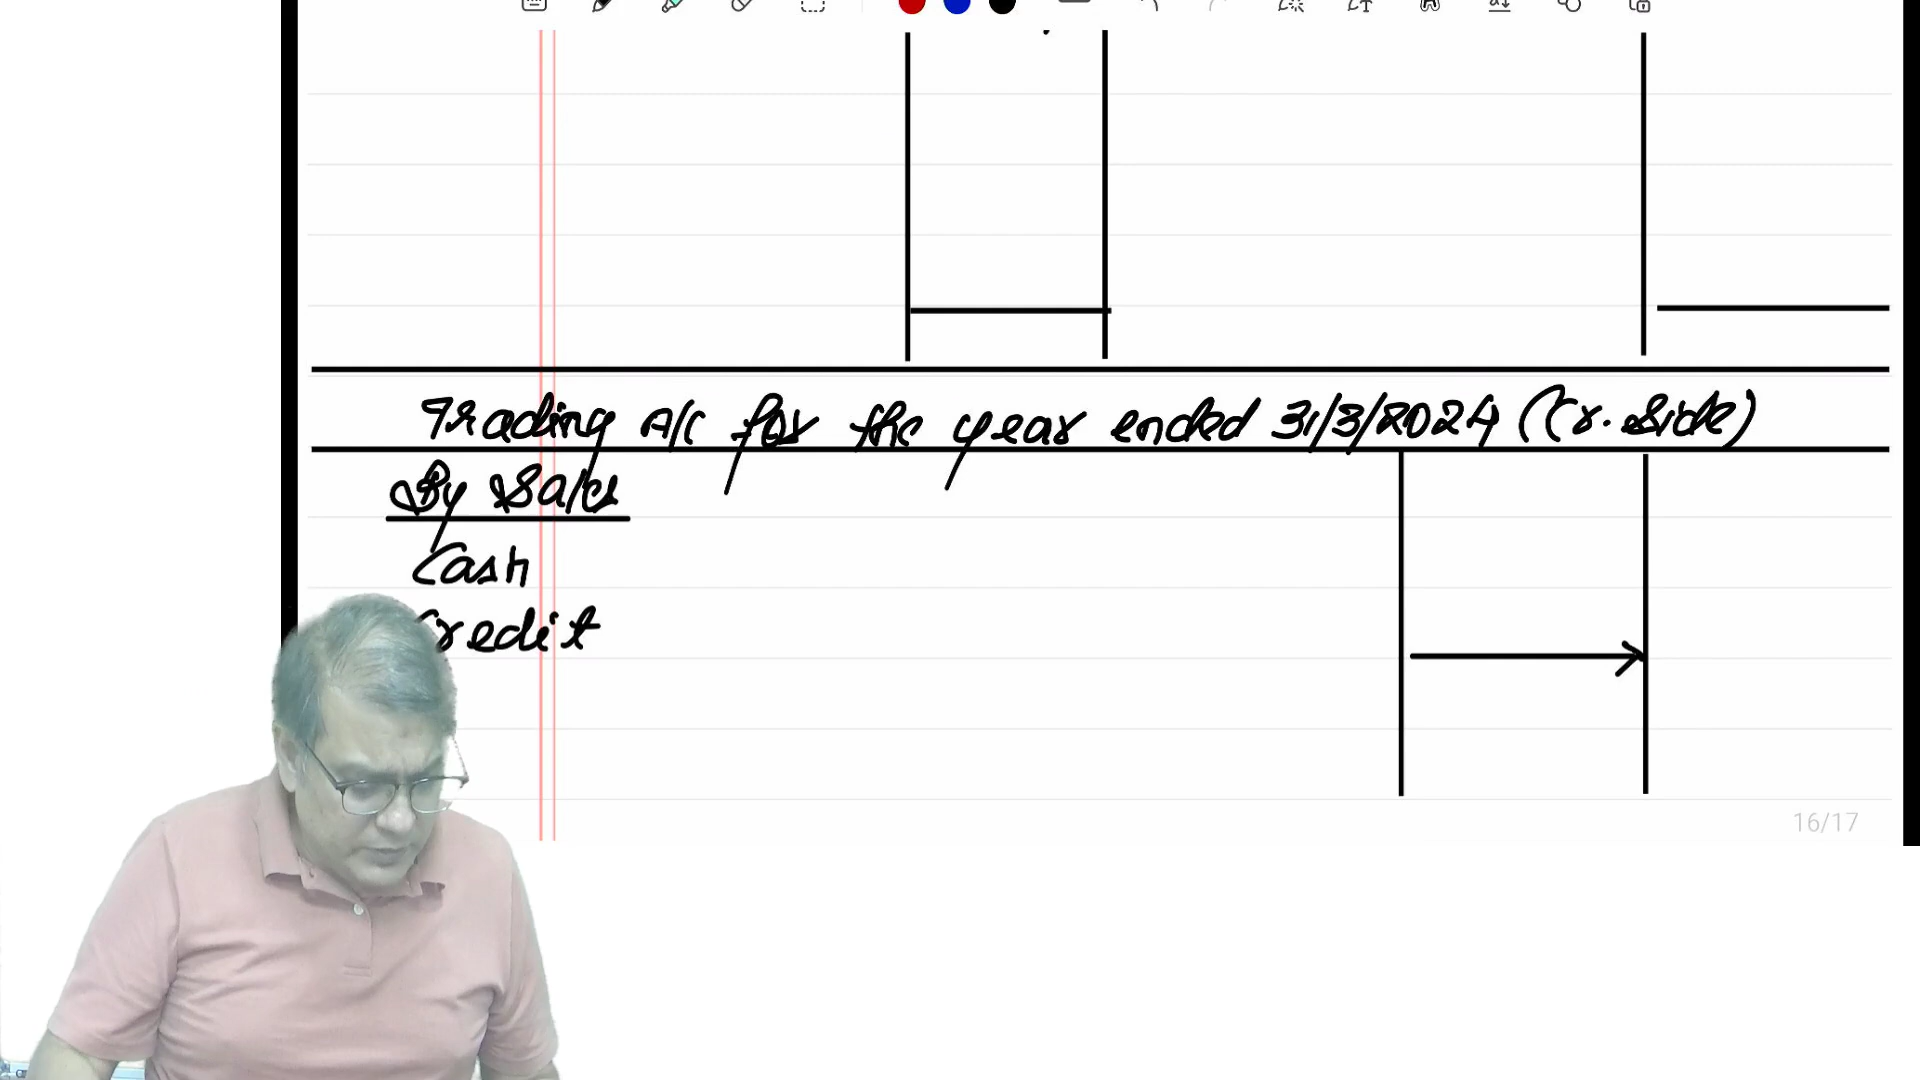 Trading A/c for the year ended 31/3/2024 (Cr. Side)
By Sales
Cash
Credit
16/17